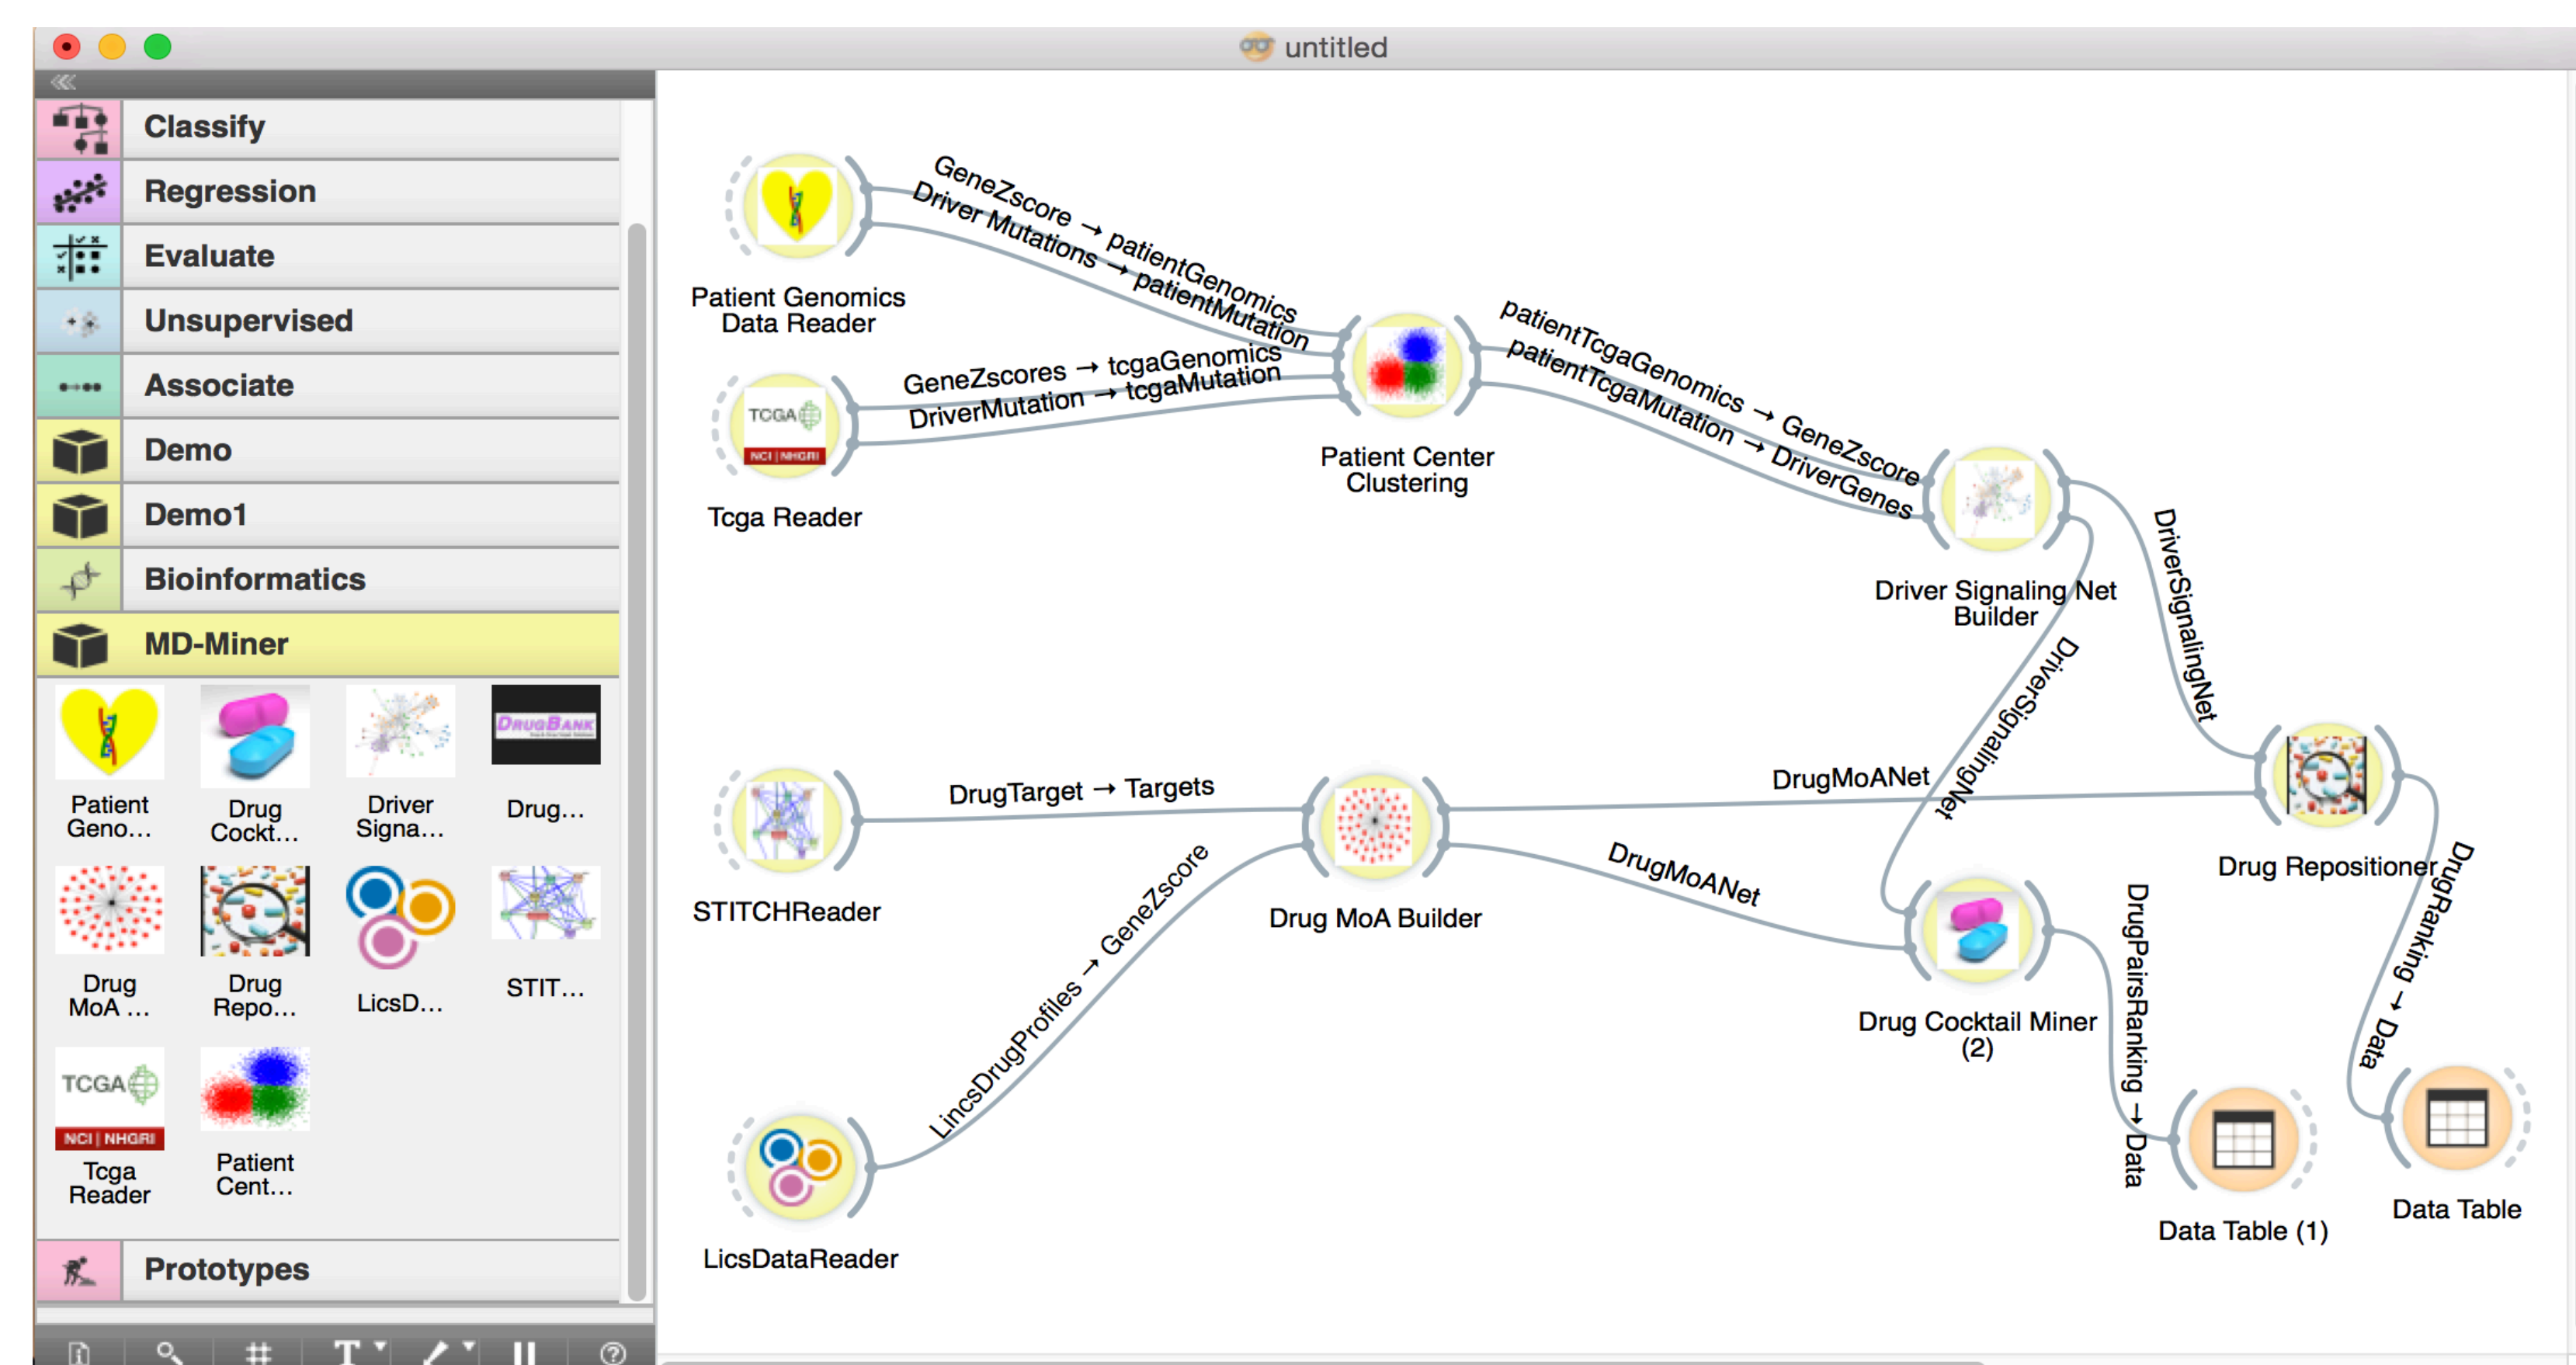 untitled
Classify
Regression
Evaluate
Unsupervised
Associate
Demo
Demo1
Bioinformatics
MD-Miner
Patient
Geno...
Drug
Cockt...
Driver
Signa...
DRUGBANK
Drug...
Drug
MoA ...
Drug
Repo...
LicsD...
STIT...
TCGA
NCI | NHGRI
Tcga
Reader
Patient
Cent...
Prototypes
Patient Genomics
Data Reader
GeneZscore → patientGenomics
Driver Mutations → patientMutation
TCGA
NCI | NHGRI
Tcga Reader
GeneZscores → tcgaGenomics
DriverMutation → tcgaMutation
Patient Center
Clustering
patientTcgaGenomics → GeneZscore
patientTcgaMutation → DriverGenes
Driver Signaling Net
Builder
DriverSignalingNet
DriverSignalingNet
STITCHReader
DrugTarget → Targets
LincsDrugProfiles → GeneZscore
LicsDataReader
Drug MoA Builder
DrugMoANet
DrugMoANet
Drug Repositioner
DrugRanking → Data
Drug Cocktail Miner
(2)
DrugPairsRanking → Data
Data Table (1)
Data Table